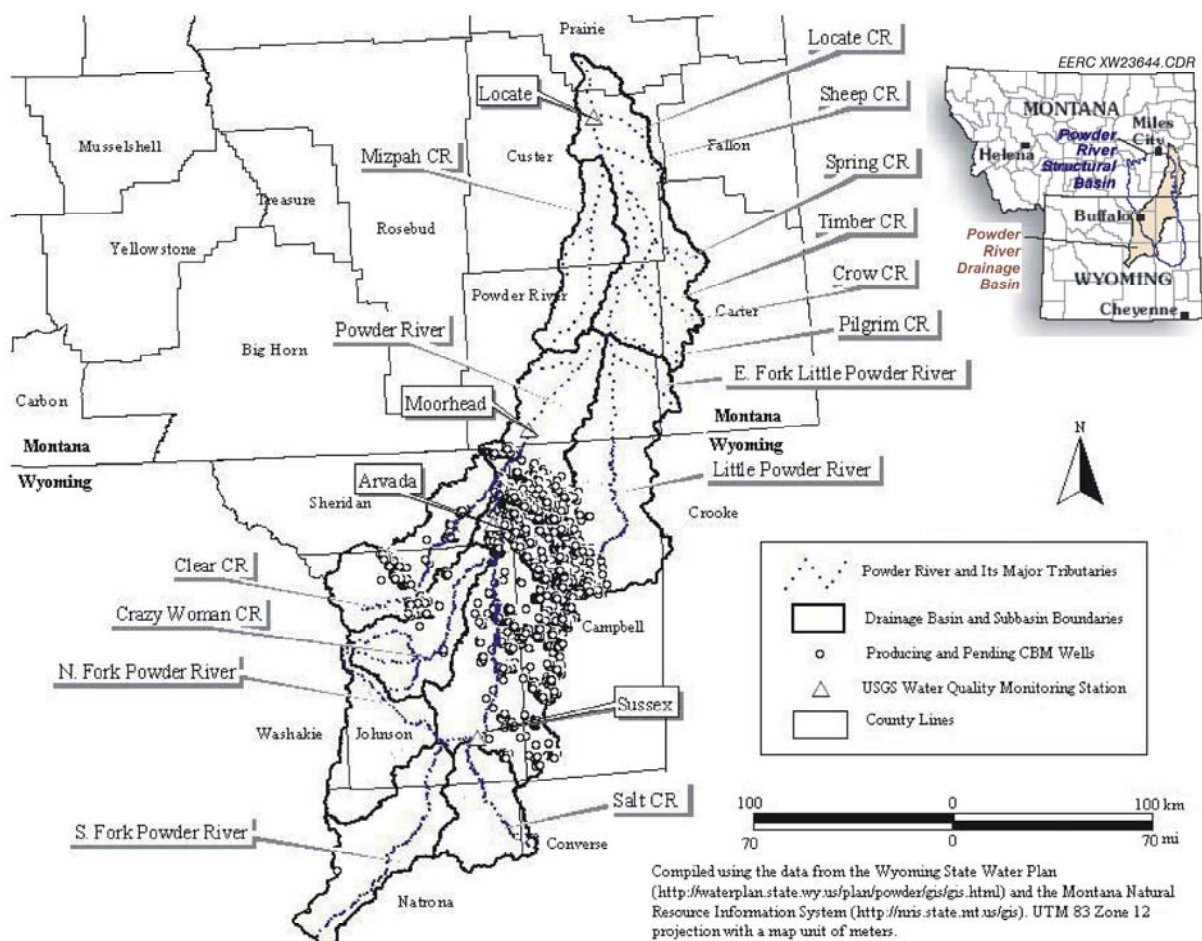 Prairie
Locate CR
EERC XW23644.CDR
Locate
Sheep CR
MONTANA
Miles
City
Powder
River
Structural
Basin
Helena
Musselshell
Mizpah CR
Custer
Fallon
Spring CR
Treasure
Rosebud
Timber CR
Buffalo
Yellowstone
Powder
River
Drainage
Basin
WYOMING
Cheyenne
Powder River
Crow CR
Carter
Powder River
Pilgrim CR
Big Horn
E. Fork Little Powder River
Carbon
Moorhead
Montana
Wyoming
Montana
Wyoming
N
Arvada
Little Powder River
Sheridan
Crooke
Clear CR
Powder River and Its Major Tributaries
Crazy Woman CR
Drainage Basin and Subbasin Boundaries
Campbell
Producing and Pending CBM Wells
N. Fork Powder River
USGS Water Quality Monitoring Station
Sussex
County Lines
Washakie
Johnson
Salt CR
100 0 100 km
70 70 mi
S. Fork Powder River
Converse
Natrona
Compiled using the data from the Wyoming State Water Plan
(http://waterplan.state.wy.us/plan/powder/gis/gis.html) and the Montana Natural
Resource Information System (http://nris.state.mt.us/gis). UTM 83 Zone 12
projection with a map unit of meters.